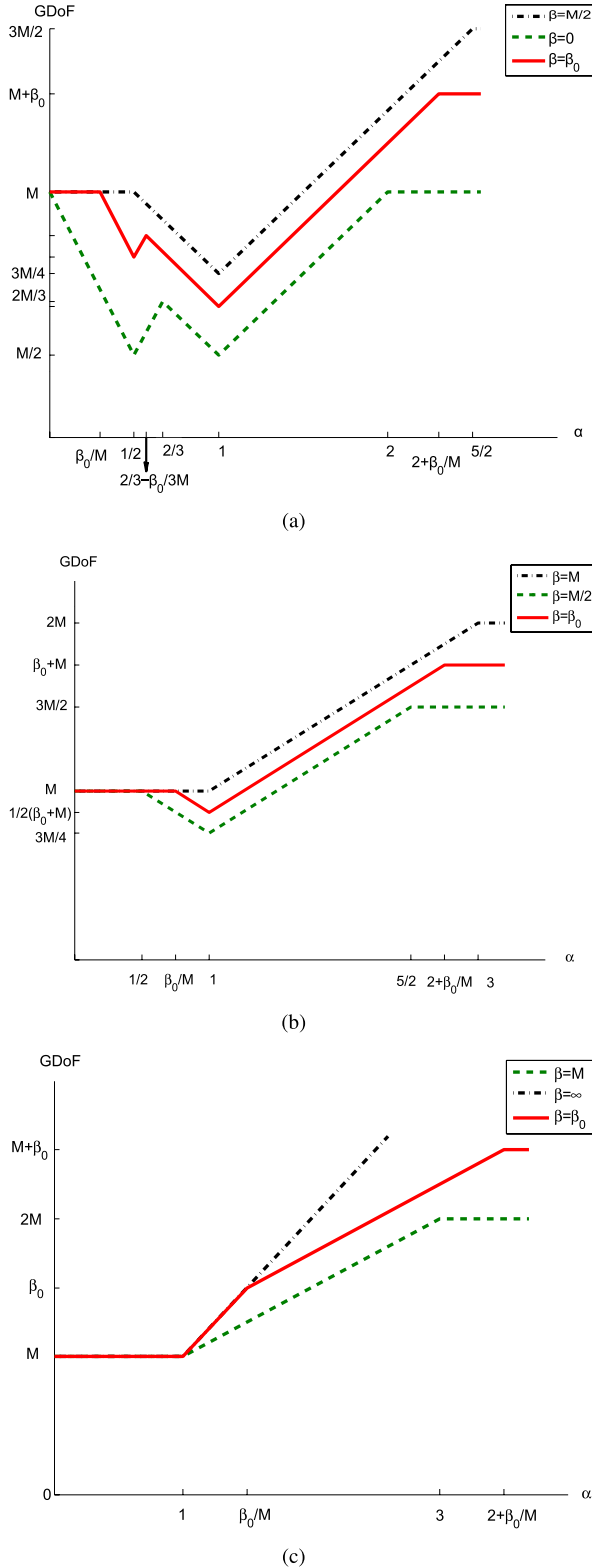 GDoF
β=M/2
β=0
β=β₀
3M/2
M+β₀
M
3M/4
2M/3
M/2
β₀/M
1/2
2/3
1
2
5/2
α
2+β₀/M
2/3−β₀/3M
(a)
GDoF
β=M
β=M/2
β=β₀
2M
β₀+M
3M/2
M
1/2(β₀+M)
3M/4
1/2
β₀/M
1
5/2
2+β₀/M
3
α
(b)
GDoF
β=M
β=∞
β=β₀
M+β₀
2M
β₀
M
0
1
β₀/M
3
2+β₀/M
α
(c)